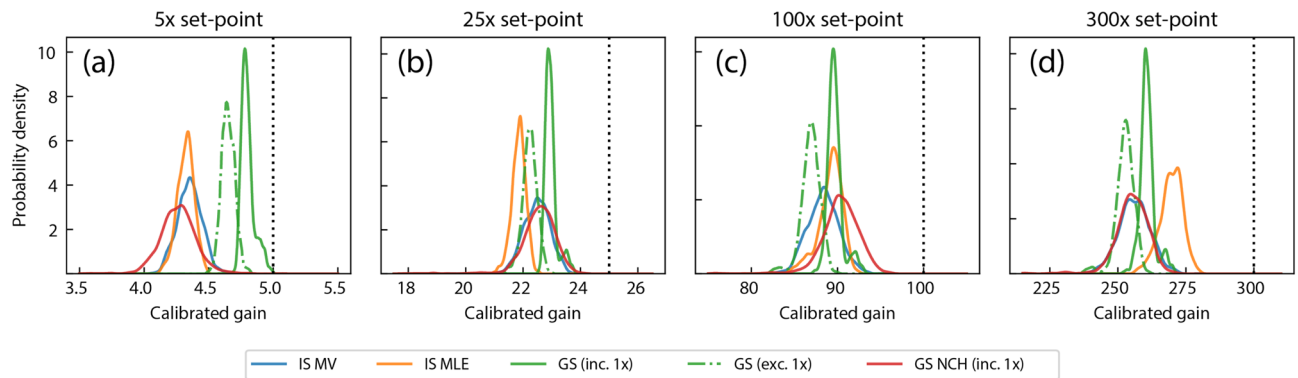 5x set-point
25x set-point
100x set-point
300x set-point
(a)
(b)
(c)
(d)
Probability density
10
8
6
4
2
3.5 4.0 4.5 5.0 5.5
18 20 22 24 26
80 90 100
225 250 275 300
Calibrated gain
Calibrated gain
Calibrated gain
Calibrated gain
IS MV IS MLE GS (inc. 1x) GS (exc. 1x) GS NCH (inc. 1x)